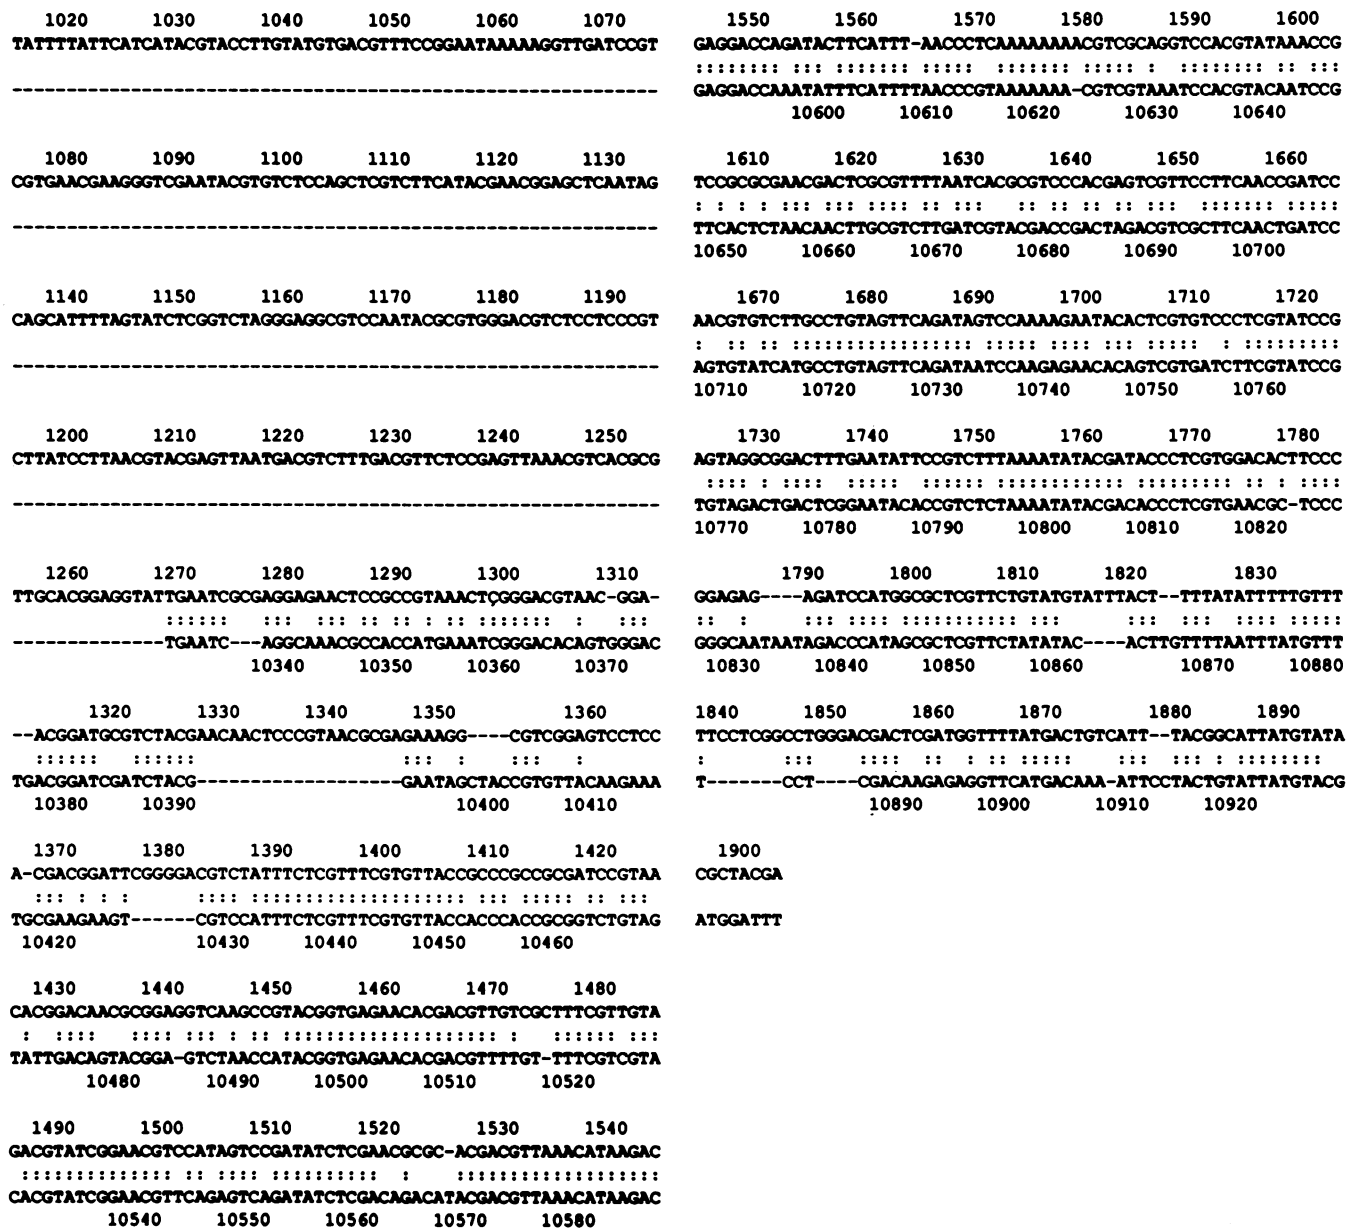 1020 1030 1040 1050 1060 1070
TATTTTATTCATCATACGTACCTTGTATGTGACGTTTCCGGAATAAAAAGGTTGATCCGT
------------------------------------------------------------
1080 1090 1100 1110 1120 1130
CGTGAACGAAGGGTCGAATACGTGTCTCCAGCTCGTCTTCATACGAACGGAGCTCAATAG
------------------------------------------------------------
1140 1150 1160 1170 1180 1190
CAGCATTTTAGTATCTCGGTCTAGGGAGGCGTCCAATACGCGTGGGACGTCTCCTCCCGT
------------------------------------------------------------
1200 1210 1220 1230 1240 1250
CTTATCCTTAACGTACGAGTTAATGACGTCTTTGACGTTCTCCGAGTTAAACGTCACGCG
------------------------------------------------------------
1260 1270 1280 1290 1300 1310
TTGCACGGAGGTATTGAATCGCGAGGAGAACTCCGCCGTAAACTCGGGACGTAAC-GGA-
:::::: ::: :: ::: :: : :: ::: ::::::: : :::
--------------TGAATC---AGGCAAACGCCACCATGAAATCGGGACACAGTGGGAC
10340 10350 10360 10370
1320 1330 1340 1350 1360
--ACGGATGCGTCTACGAACAACTCCCGTAACGCGAGAAAGG----CGTCGGAGTCCTCC
:::::: :::::: :: : ::: :: :
TGACGGATCGATCTACG-------------------GAATAGCTACCGTGTTACAAGAAA
10380 10390 10400 10410
1370 1380 1390 1400 1410 1420
A-CGACGGATTCGGGGACGTCTATTTCTCGTTTCGTGTTACCGCCCGCCGCGATCCGTAA
::: : : : :::: ::::::::::::::::::: ::: ::::: :: :::
TGCGAAGAAGT------CGTCCATTTCTCGTTTCGTGTTACCACCCACCGCGGTCTGTAG
10420 10430 10440 10450 10460
1430 1440 1450 1460 1470 1480
CACGGACAACGCGGAGGTCAAGCCGTACGGTGAGAACACGACGTTGTCGCTTTCGTTGTA
: :::: :::: ::: : :: ::::::::::::::::::: : :::::: :::
TATTGACAGTACGGA-GTCTAACCATACGGTGAGAACACGACGTTTTGT-TTTCGTCGTA
10480 10490 10500 10510 10520
1490 1500 1510 1520 1530 1540
GACGTATCGGAACGTCCATAGTCCGATATCTCGAACGCGC-ACGACGTTAAACATAAGAC
:::::::::::::: :: :::: :::::::::: : :::::::::::::::::::
CACGTATCGGAACGTTCAGAGTCAGATATCTCGACAGACATACGACGTTAAACATAAGAC
10540 10550 10560 10570 10580
1550 1560 1570 1580 1590 1600
GAGGACCAGATACTTCATTT-AACCCTCAAAAAAAACGTCGCAGGTCCACGTATAAACCG
:::::::: ::: ::::::: ::::: ::::::: ::::: : :::::::: :: :::
GAGGACCAAATATTTCATTTTAACCCGTAAAAAAA-CGTCGTAAATCCACGTACAATCCG
10600 10610 10620 10630 10640
1610 1620 1630 1640 1650 1660
TCCGCGCGAACGACTCGCGTTTTAATCACGCGTCCCACGAGTCGTTCCTTCAACCGATCC
: : : : ::: ::: :::: :: ::: ::: :: :: ::: ::: ::::::: :::::
TTCACTCTAACAACTTGCGTCTTGATCGTACGACCGACTAGACGTCGCTTCAACTGATCC
10650 10660 10670 10680 10690 10700
1670 1680 1690 1700 1710 1720
AACGTGTCTTGCCTGTAGTTCAGATAGTCCAAAAGAATACACTCGTGTCCCTCGTATCCG
: :: :: : ::::::::::::::::: ::::: :::: ::: ::::: : :::::::::
AGTGTATCATGCCTGTAGTTCAGATAATCCAAGAGAACACAGTCGTGATCTTCGTATCCG
10710 10720 10730 10740 10750 10760
1730 1740 1750 1760 1770 1780
AGTAGGCGGACTTTGAATATTCCGTCTTTAAAATATACGATACCCTCGTGGACACTTCCC
:::: : :::: ::::: :::::: :::::::::::: ::::::::: :: : ::::
TGTAGACTGACTCGGAATACACCGTCTCTAAAATATACGACACCCTCGTGAACGC-TCCC
10770 10780 10790 10800 10810 10820
1790 1800 1810 1820 1830
GGAGAG----AGATCCATGGCGCTCGTTCTGTATGTATTTACT--TTTATATTTTTGTTT
:: : ::: :::: ::::::::::: :::: ::: ::: ::: :::::
GGGCAATAATAGACCCATAGCGCTCGTTCTATATAC----ACTTGTTTTAATTTATGTTT
10830 10840 10850 10860 10870 10880
1840 1850 1860 1870 1880 1890
TTCCTCGGCCTGGGACGACTCGATGGTTTTATGACTGTCATT--TACGGCATTATGTATA
: ::: :::: :::: :: : ::: ::::: ::: ::: : ::::::::
T-------CCT----CGACAAGAGAGGTTCATGACAAA-ATTCCTACTGTATTATGTACG
10890 10900 10910 10920
1900
CGCTACGA
ATGGATTT